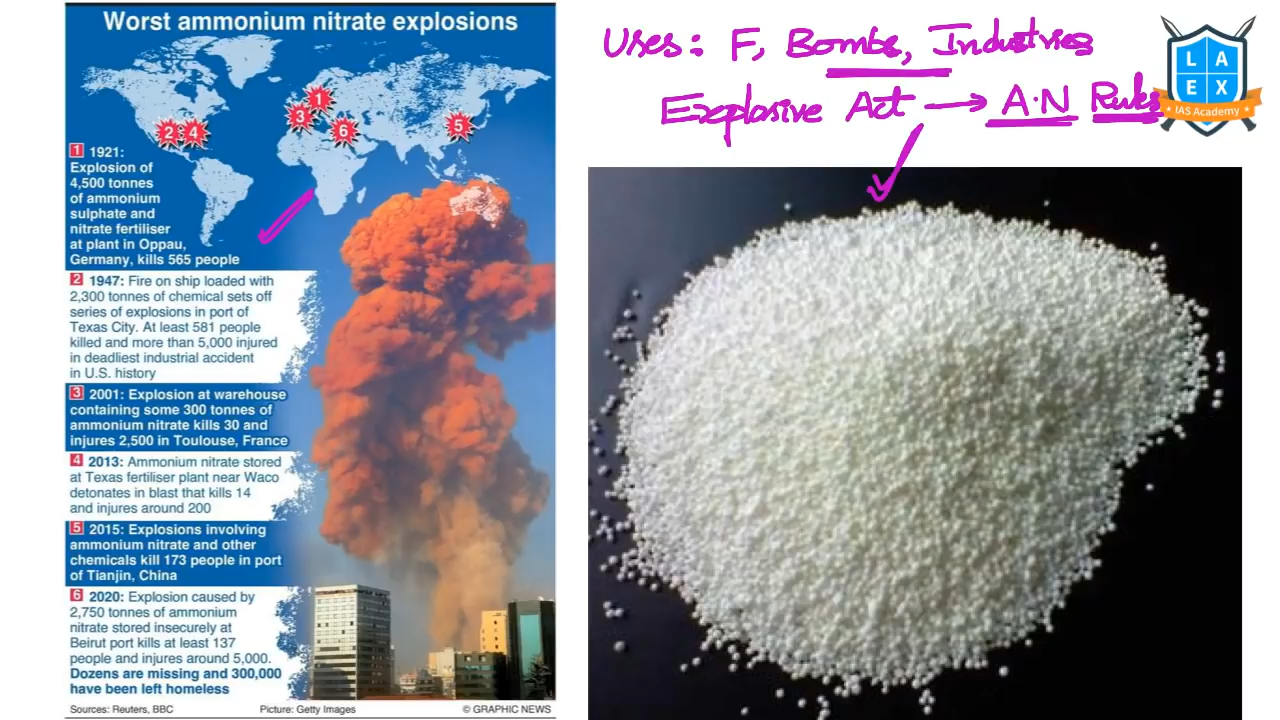 Worst ammonium nitrate explosions
1
3
2
4
6
5
1 1921:
Explosion of
4,500 tonnes
of ammonium
sulphate and
nitrate fertiliser
at plant in Oppau,
Germany, kills 565 people
2 1947: Fire on ship loaded with
2,300 tonnes of chemical sets off
series of explosions in port of
Texas City. At least 581 people
killed and more than 5,000 injured
in deadliest industrial accident
in U.S. history
3 2001: Explosion at warehouse
containing some 300 tonnes of
ammonium nitrate kills 30 and
injures 2,500 in Toulouse, France
4 2013: Ammonium nitrate stored
at Texas fertiliser plant near Waco
detonates in blast that kills 14
and injures around 200
5 2015: Explosions involving
ammonium nitrate and other
chemicals kill 173 people in port
of Tianjin, China
6 2020: Explosion caused by
2,750 tonnes of ammonium
nitrate stored insecurely at
Beirut port kills at least 137
people and injures around 5,000.
Dozens are missing and 300,000
have been left homeless
Sources: Reuters, BBC Picture: Getty Images © GRAPHIC NEWS
Uses: F, Bombs, Industries
Explosive Act → A.N Rules
L A
E X
IAS Academy